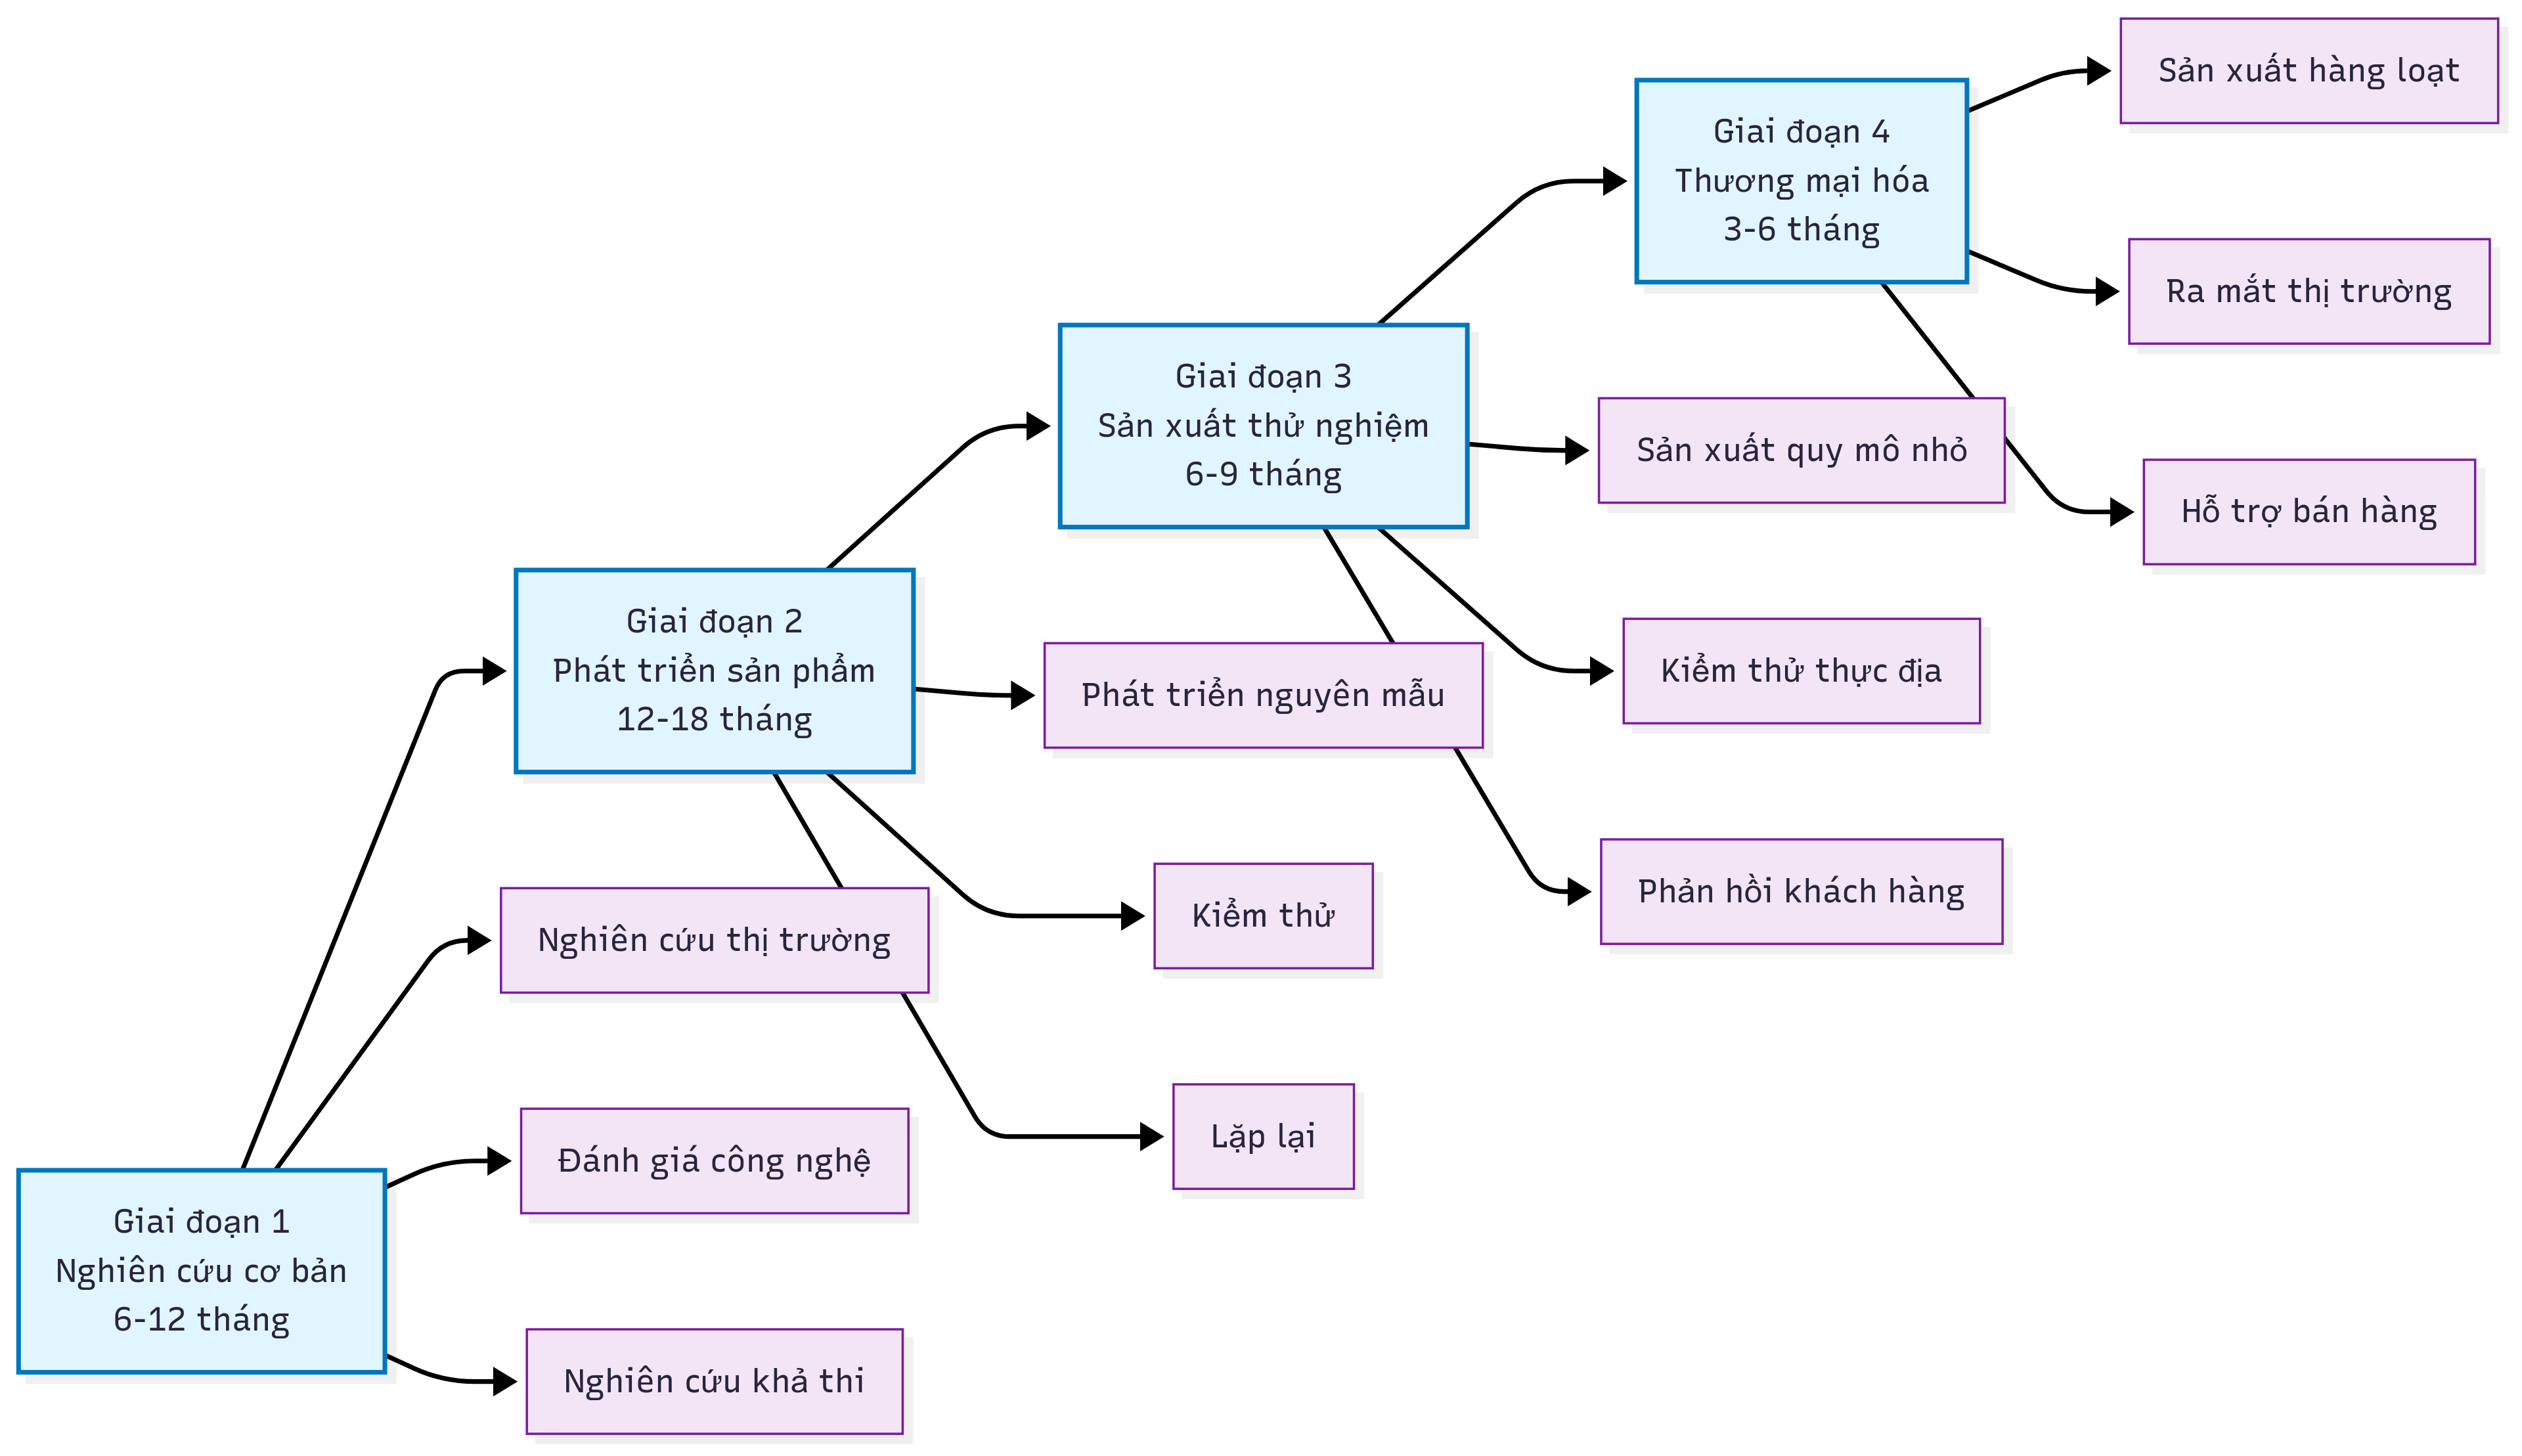 Giai đoạn 1
Nghiên cứu cơ bản
6-12 tháng
Giai đoạn 2
Phát triển sản phẩm
12-18 tháng
Nghiên cứu thị trường
Đánh giá công nghệ
Nghiên cứu khả thi
Giai đoạn 3
Sản xuất thử nghiệm
6-9 tháng
Phát triển nguyên mẫu
Kiểm thử
Lặp lại
Giai đoạn 4
Thương mại hóa
3-6 tháng
Sản xuất quy mô nhỏ
Kiểm thử thực địa
Phản hồi khách hàng
Sản xuất hàng loạt
Ra mắt thị trường
Hỗ trợ bán hàng